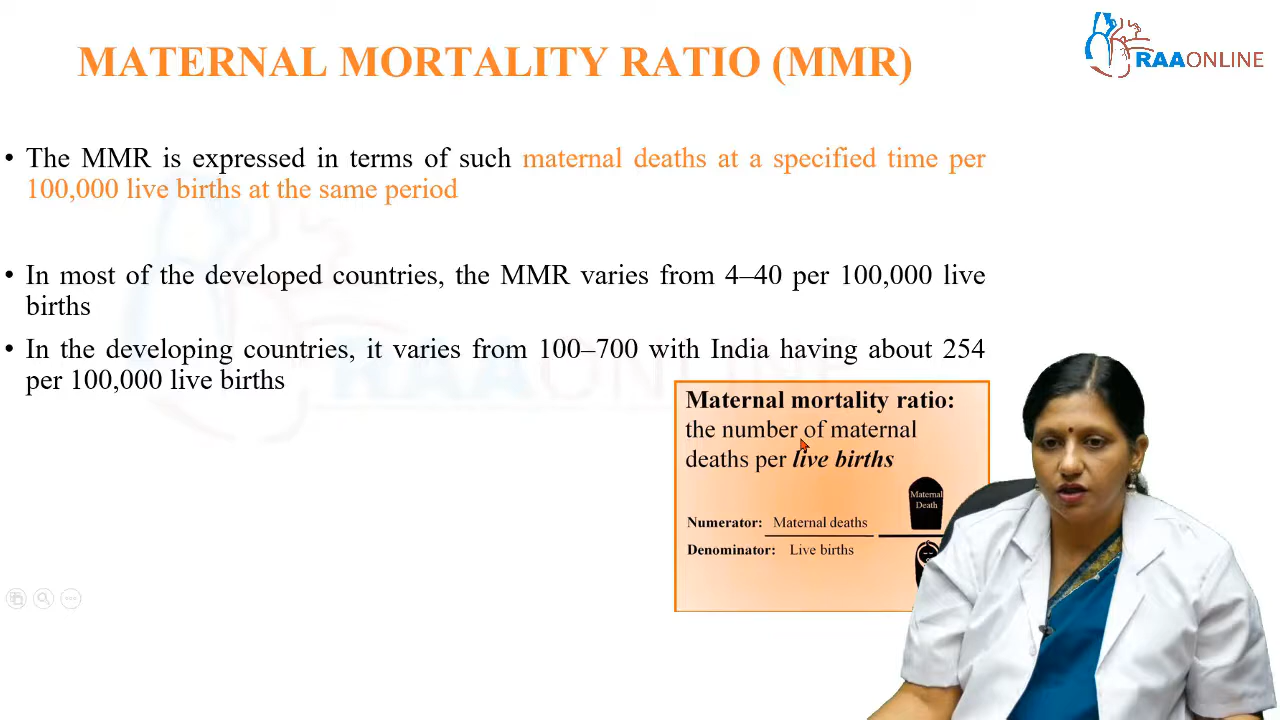 MATERNAL MORTALITY RATIO (MMR)
RAAONLINE
• The MMR is expressed in terms of such maternal deaths at a specified time per
100,000 live births at the same period
• In most of the developed countries, the MMR varies from 4–40 per 100,000 live
births
• In the developing countries, it varies from 100–700 with India having about 254
per 100,000 live births
RAAONLINE
Maternal mortality ratio:
the number of maternal
deaths per live births
Maternal
Death
Numerator: Maternal deaths
Denominator: Live births